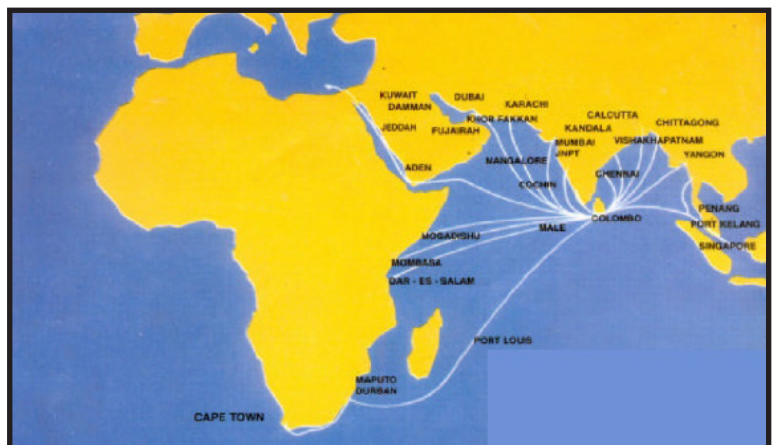 KUWAIT
DAMMAN
DUBAI
KARACHI
KHOR FAKKAN
CALCUTTA
CHITTAGONG
JEDDAH
FUJAIRAH
KANDALA
MUMBAI
JNPT
VISHAKHAPATNAM
YANGON
ADEN
MANGALORE
CHENNAI
COCHIN
PENANG
COLOMBO
PORT KELANG
MALE
MOGADISHU
SINGAPORE
MOMBASA
DAR - ES - SALAM
PORT LOUIS
MAPUTO
DURBAN
CAPE TOWN